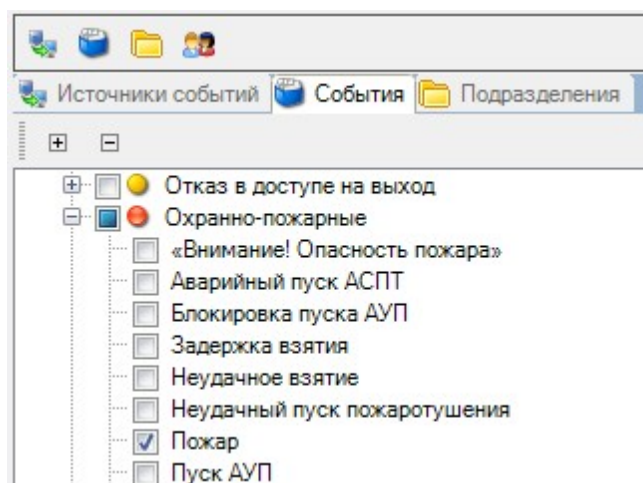 Источники событий События Подразделения
Отказ в доступе на выход
Охранно-пожарные
«Внимание! Опасность пожара»
Аварийный пуск АСПТ
Блокировка пуска АУП
Задержка взятия
Неудачное взятие
Неудачный пуск пожаротушения
Пожар
Пуск АУП